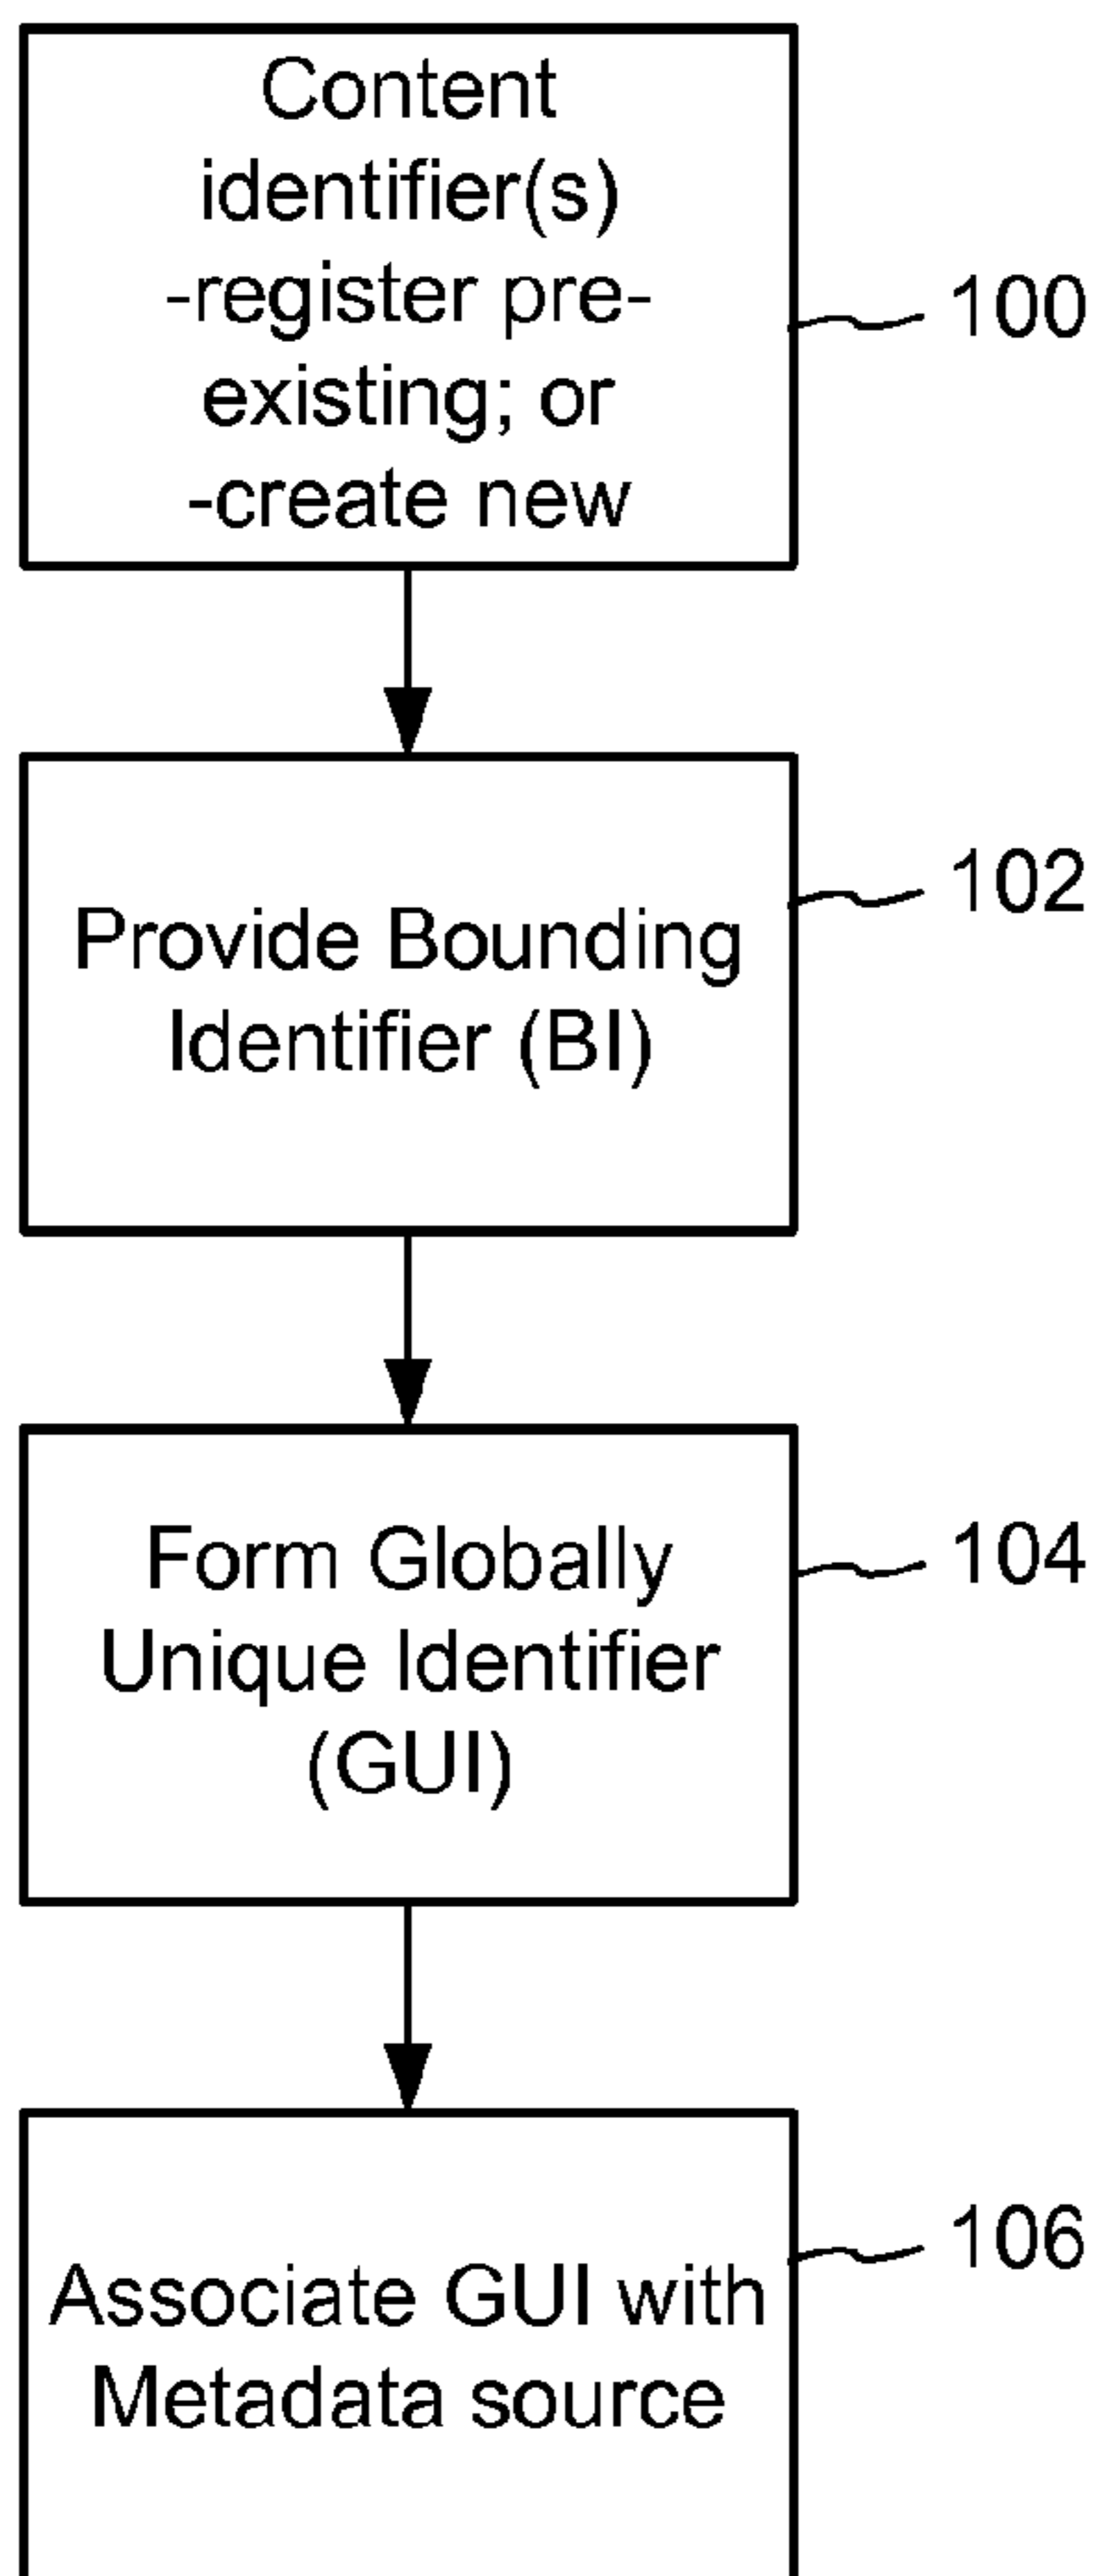 Content
identifier(s)
-register pre-
existing; or
-create new
100
Provide Bounding
Identifier (BI)
102
Form Globally
Unique Identifier
(GUI)
104
Associate GUI with
Metadata source
106